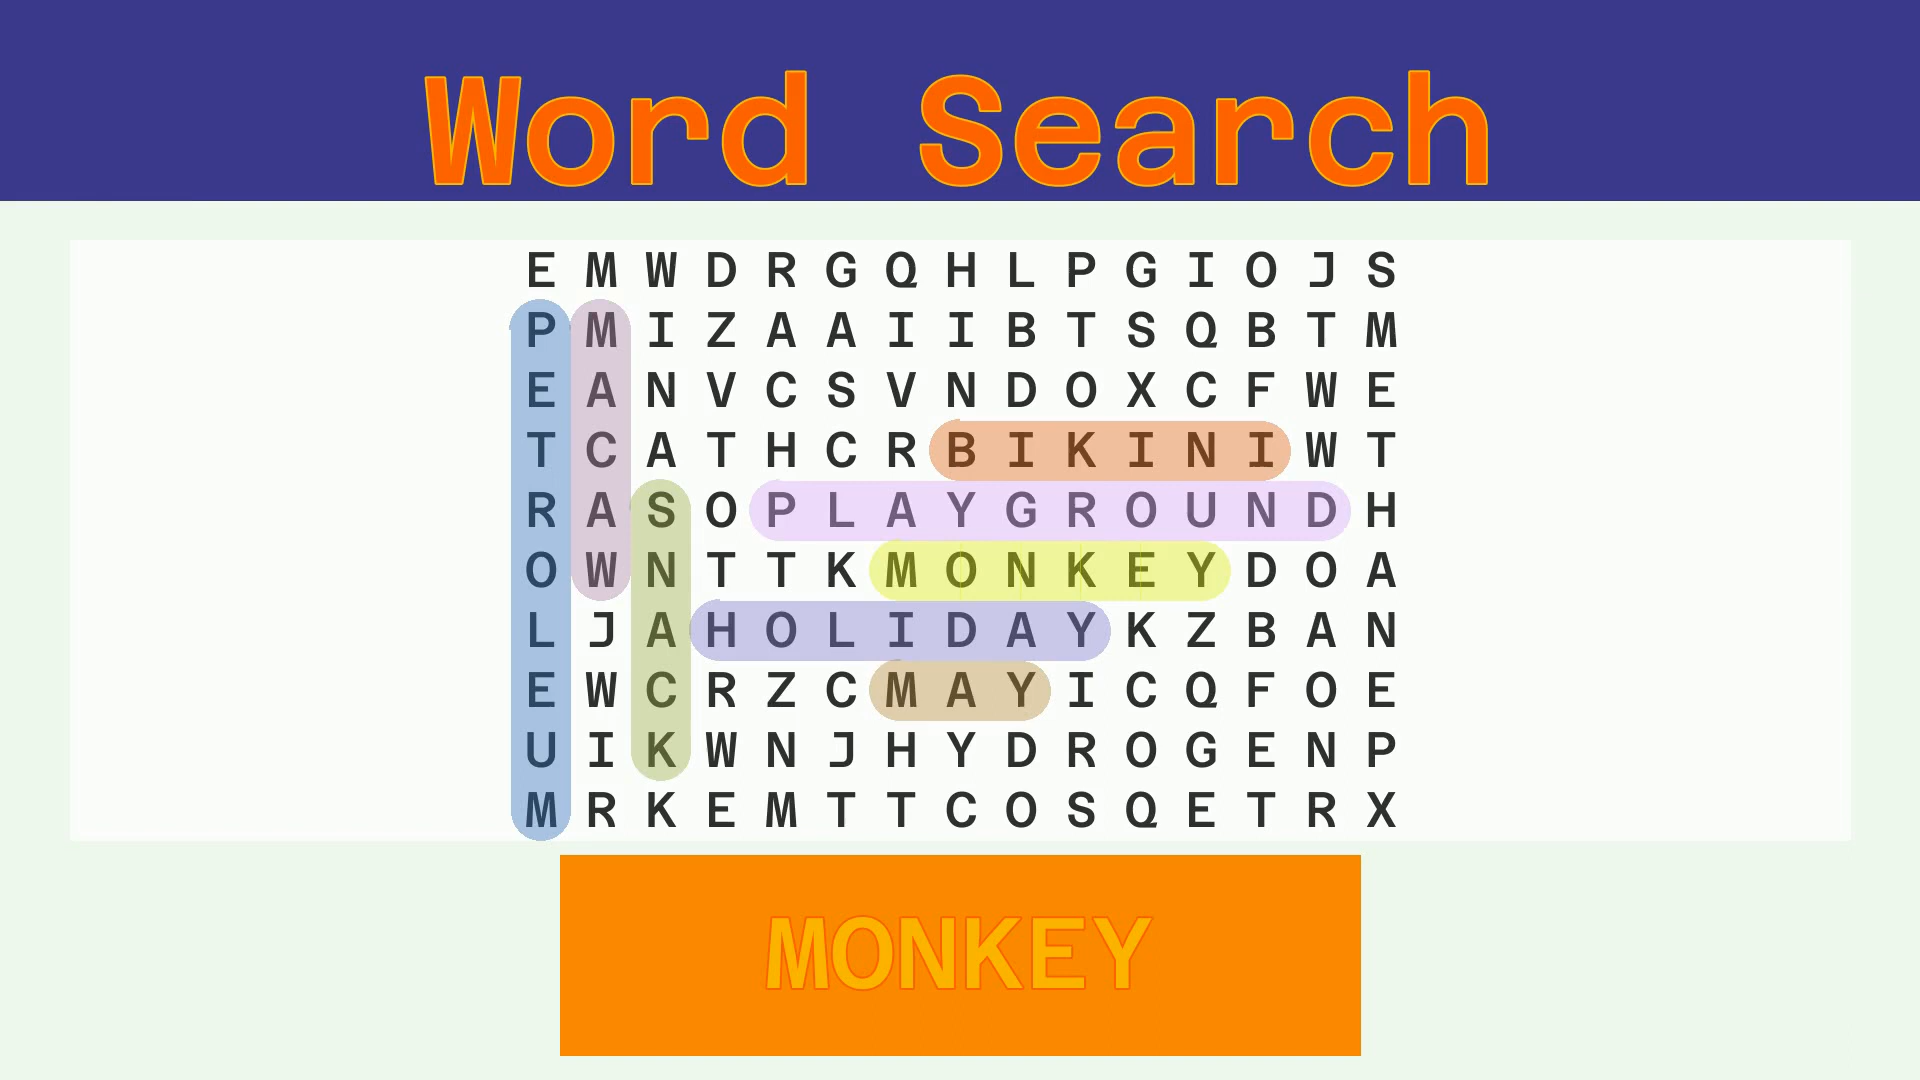 Word Search
E M W D R G Q H L P G I O J S
P M I Z A A I I B T S Q B T M
E A N V C S V N D O X C F W E
T C A T H C R B I K I N I W T
R A S O P L A Y G R O U N D H
O W N T T K M O N K E Y D O A
L J A H O L I D A Y K Z B A N
E W C R Z C M A Y I C Q F O E
U I K W N J H Y D R O G E N P
M R K E M T T C O S Q E T R X
MONKEY